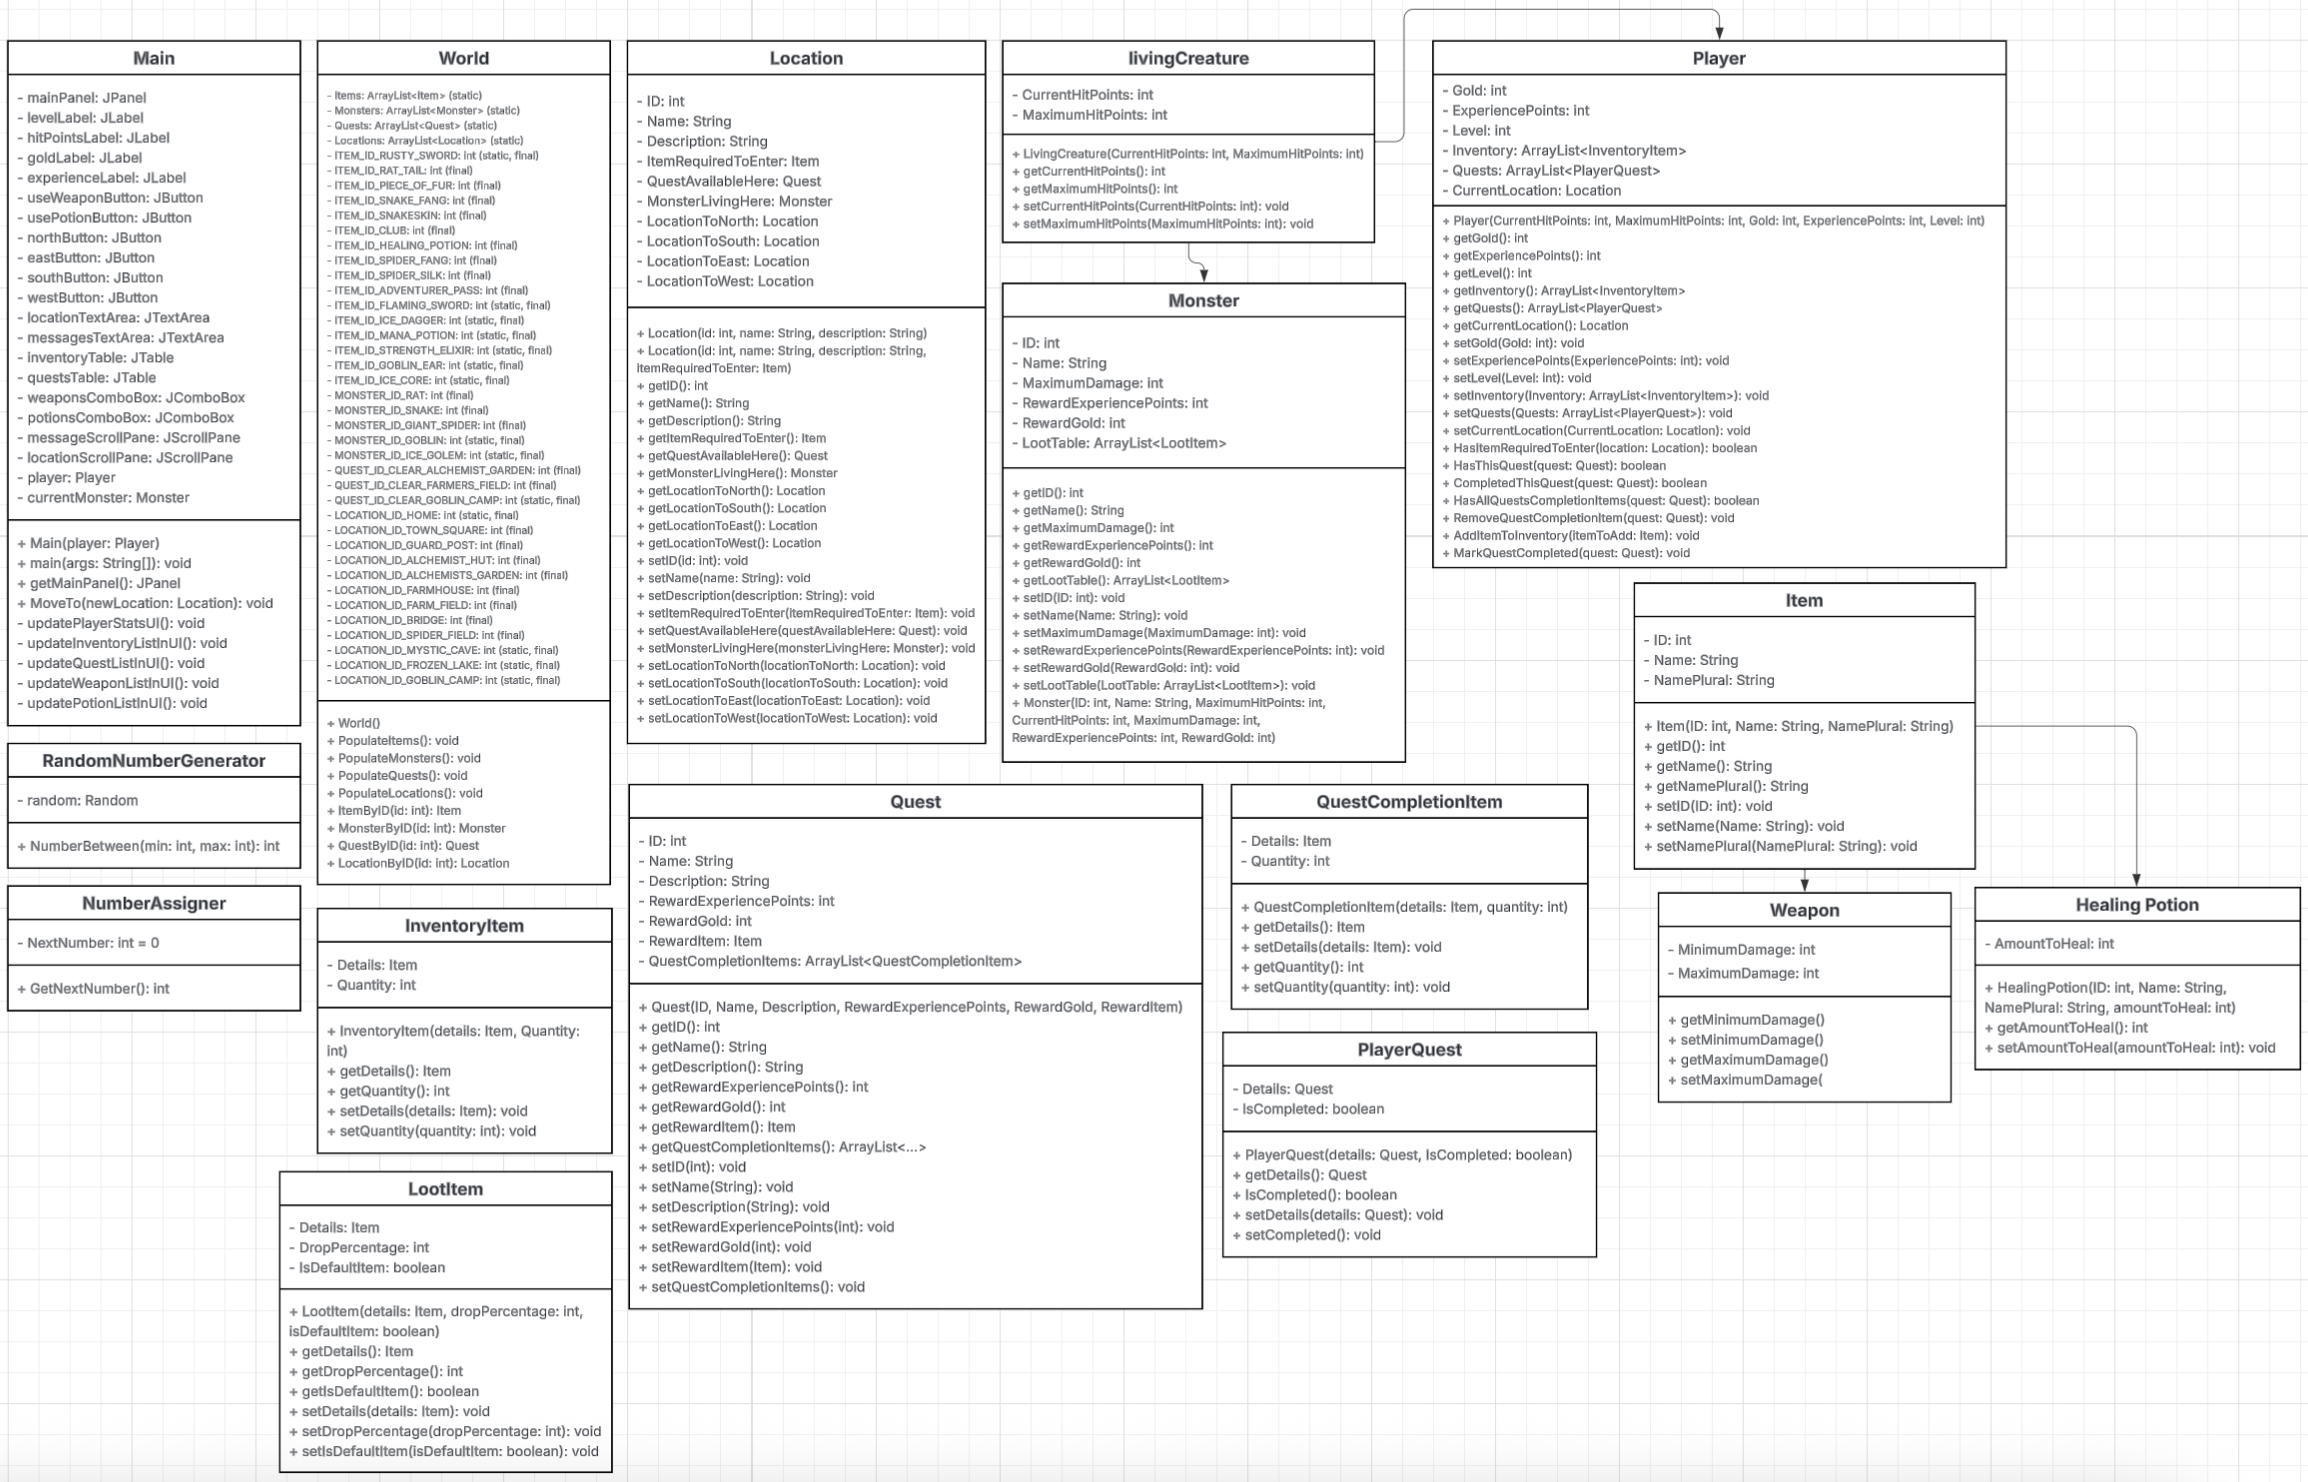 Main
- mainPanel: JPanel
- levelLabel: JLabel
- hitPointsLabel: JLabel
- goldLabel: JLabel
- experienceLabel: JLabel
- useWeaponButton: JButton
- usePotionButton: JButton
- northButton: JButton
- eastButton: JButton
- southButton: JButton
- westButton: JButton
- locationTextArea: JTextArea
- messagesTextArea: JTextArea
- inventoryTable: JTable
- questsTable: JTable
- weaponsComboBox: JComboBox
- potionsComboBox: JComboBox
- messageScrollPane: JScrollPane
- locationScrollPane: JScrollPane
- player: Player
- currentMonster: Monster
+ Main(player: Player)
+ main(args: String[]): void
+ getMainPanel(): JPanel
+ MoveTo(newLocation: Location): void
- updatePlayerStatsUI(): void
- updateInventoryListInUI(): void
- updateQuestListInUI(): void
- updateWeaponListInUI(): void
- updatePotionListInUI(): void
RandomNumberGenerator
- random: Random
+ NumberBetween(min: int, max: int): int
NumberAssigner
- NextNumber: int = 0
+ GetNextNumber(): int
World
- Items: ArrayList<Item> (static)
- Monsters: ArrayList<Monster> (static)
- Quests: ArrayList<Quest> (static)
- Locations: ArrayList<Location> (static)
- ITEM_ID_RUSTY_SWORD: int (static, final)
- ITEM_ID_RAT_TAIL: int (final)
- ITEM_ID_PIECE_OF_FUR: int (final)
- ITEM_ID_SNAKE_FANG: int (final)
- ITEM_ID_SNAKESKIN: int (final)
- ITEM_ID_CLUB: int (final)
- ITEM_ID_HEALING_POTION: int (final)
- ITEM_ID_SPIDER_FANG: int (final)
- ITEM_ID_SPIDER_SILK: int (final)
- ITEM_ID_ADVENTURER_PASS: int (final)
- ITEM_ID_FLAMING_SWORD: int (static, final)
- ITEM_ID_ICE_DAGGER: int (static, final)
- ITEM_ID_MANA_POTION: int (static, final)
- ITEM_ID_STRENGTH_ELIXIR: int (static, final)
- ITEM_ID_GOBLIN_EAR: int (static, final)
- ITEM_ID_ICE_CORE: int (static, final)
- MONSTER_ID_RAT: int (final)
- MONSTER_ID_SNAKE: int (final)
- MONSTER_ID_GIANT_SPIDER: int (final)
- MONSTER_ID_GOBLIN: int (static, final)
- MONSTER_ID_ICE_GOLEM: int (static, final)
- QUEST_ID_CLEAR_ALCHEMIST_GARDEN: int (final)
- QUEST_ID_CLEAR_FARMERS_FIELD: int (final)
- QUEST_ID_CLEAR_GOBLIN_CAMP: int (static, final)
- LOCATION_ID_HOME: int (static, final)
- LOCATION_ID_TOWN_SQUARE: int (final)
- LOCATION_ID_GUARD_POST: int (final)
- LOCATION_ID_ALCHEMIST_HUT: int (final)
- LOCATION_ID_ALCHEMISTS_GARDEN: int (final)
- LOCATION_ID_FARMHOUSE: int (final)
- LOCATION_ID_FARM_FIELD: int (final)
- LOCATION_ID_BRIDGE: int (final)
- LOCATION_ID_SPIDER_FIELD: int (final)
- LOCATION_ID_MYSTIC_CAVE: int (static, final)
- LOCATION_ID_FROZEN_LAKE: int (static, final)
- LOCATION_ID_GOBLIN_CAMP: int (static, final)
+ World()
+ PopulateItems(): void
+ PopulateMonsters(): void
+ PopulateQuests(): void
+ PopulateLocations(): void
+ ItemByID(id: int): Item
+ MonsterByID(id: int): Monster
+ QuestByID(id: int): Quest
+ LocationByID(id: int): Location
InventoryItem
- Details: Item
- Quantity: int
+ InventoryItem(details: Item, Quantity:
int)
+ getDetails(): Item
+ getQuantity(): int
+ setDetails(details: Item): void
+ setQuantity(quantity: int): void
LootItem
- Details: Item
- DropPercentage: int
- IsDefaultItem: boolean
+ LootItem(details: Item, dropPercentage: int,
isDefaultItem: boolean)
+ getDetails(): Item
+ getDropPercentage(): int
+ getIsDefaultItem(): boolean
+ setDetails(details: Item): void
+ setDropPercentage(dropPercentage: int): void
+ setIsDefaultItem(isDefaultItem: boolean): void
Location
- ID: int
- Name: String
- Description: String
- ItemRequiredToEnter: Item
- QuestAvailableHere: Quest
- MonsterLivingHere: Monster
- LocationToNorth: Location
- LocationToSouth: Location
- LocationToEast: Location
- LocationToWest: Location
+ Location(id: int, name: String, description: String)
+ Location(id: int, name: String, description: String,
ItemRequiredToEnter: Item)
+ getID(): int
+ getName(): String
+ getDescription(): String
+ getItemRequiredToEnter(): Item
+ getQuestAvailableHere(): Quest
+ getMonsterLivingHere(): Monster
+ getLocationToNorth(): Location
+ getLocationToSouth(): Location
+ getLocationToEast(): Location
+ getLocationToWest(): Location
+ setID(id: int): void
+ setName(name: String): void
+ setDescription(description: String): void
+ setItemRequiredToEnter(itemRequiredToEnter: Item): void
+ setQuestAvailableHere(questAvailableHere: Quest): void
+ setMonsterLivingHere(monsterLivingHere: Monster): void
+ setLocationToNorth(locationToNorth: Location): void
+ setLocationToSouth(locationToSouth: Location): void
+ setLocationToEast(locationToEast: Location): void
+ setLocationToWest(locationToWest: Location): void
livingCreature
- CurrentHitPoints: int
- MaximumHitPoints: int
+ LivingCreature(CurrentHitPoints: int, MaximumHitPoints: int)
+ getCurrentHitPoints(): int
+ getMaximumHitPoints(): int
+ setCurrentHitPoints(CurrentHitPoints: int): void
+ setMaximumHitPoints(MaximumHitPoints: int): void
Monster
- ID: int
- Name: String
- MaximumDamage: int
- RewardExperiencePoints: int
- RewardGold: int
- LootTable: ArrayList<LootItem>
+ getID(): int
+ getName(): String
+ getMaximumDamage(): int
+ getRewardExperiencePoints(): int
+ getRewardGold(): int
+ getLootTable(): ArrayList<LootItem>
+ setID(ID: int): void
+ setName(Name: String): void
+ setMaximumDamage(MaximumDamage: int): void
+ setRewardExperiencePoints(RewardExperiencePoints: int): void
+ setRewardGold(RewardGold: int): void
+ setLootTable(LootTable: ArrayList<LootItem>): void
+ Monster(ID: int, Name: String, MaximumHitPoints: int,
CurrentHitPoints: int, MaximumDamage: int,
RewardExperiencePoints: int, RewardGold: int)
Player
- Gold: int
- ExperiencePoints: int
- Level: int
- Inventory: ArrayList<InventoryItem>
- Quests: ArrayList<PlayerQuest>
- CurrentLocation: Location
+ Player(CurrentHitPoints: int, MaximumHitPoints: int, Gold: int, ExperiencePoints: int, Level: int)
+ getGold(): int
+ getExperiencePoints(): int
+ getLevel(): int
+ getInventory(): ArrayList<InventoryItem>
+ getQuests(): ArrayList<PlayerQuest>
+ getCurrentLocation(): Location
+ setGold(Gold: int): void
+ setExperiencePoints(ExperiencePoints: int): void
+ setLevel(Level: int): void
+ setInventory(Inventory: ArrayList<InventoryItem>): void
+ setQuests(Quests: ArrayList<PlayerQuest>): void
+ setCurrentLocation(CurrentLocation: Location): void
+ HasItemRequiredToEnter(location: Location): boolean
+ HasThisQuest(quest: Quest): boolean
+ CompletedThisQuest(quest: Quest): boolean
+ HasAllQuestsCompletionItems(quest: Quest): boolean
+ RemoveQuestCompletionItem(quest: Quest): void
+ AddItemToInventory(itemToAdd: Item): void
+ MarkQuestCompleted(quest: Quest): void
Quest
- ID: int
- Name: String
- Description: String
- RewardExperiencePoints: int
- RewardGold: int
- RewardItem: Item
- QuestCompletionItems: ArrayList<QuestCompletionItem>
+ Quest(ID, Name, Description, RewardExperiencePoints, RewardGold, RewardItem)
+ getID(): int
+ getName(): String
+ getDescription(): String
+ getRewardExperiencePoints(): int
+ getRewardGold(): int
+ getRewardItem(): Item
+ getQuestCompletionItems(): ArrayList<...>
+ setID(int): void
+ setName(String): void
+ setDescription(String): void
+ setRewardExperiencePoints(int): void
+ setRewardGold(int): void
+ setRewardItem(Item): void
+ setQuestCompletionItems(): void
QuestCompletionItem
- Details: Item
- Quantity: int
+ QuestCompletionItem(details: Item, quantity: int)
+ getDetails(): Item
+ setDetails(details: Item): void
+ getQuantity(): int
+ setQuantity(quantity: int): void
PlayerQuest
- Details: Quest
- IsCompleted: boolean
+ PlayerQuest(details: Quest, IsCompleted: boolean)
+ getDetails(): Quest
+ IsCompleted(): boolean
+ setDetails(details: Quest): void
+ setCompleted(): void
Item
- ID: int
- Name: String
- NamePlural: String
+ Item(ID: int, Name: String, NamePlural: String)
+ getID(): int
+ getName(): String
+ getNamePlural(): String
+ setID(ID: int): void
+ setName(Name: String): void
+ setNamePlural(NamePlural: String): void
Weapon
- MinimumDamage: int
- MaximumDamage: int
+ getMinimumDamage()
+ setMinimumDamage()
+ getMaximumDamage()
+ setMaximumDamage(
Healing Potion
- AmountToHeal: int
+ HealingPotion(ID: int, Name: String,
NamePlural: String, amountToHeal: int)
+ getAmountToHeal(): int
+ setAmountToHeal(amountToHeal: int): void